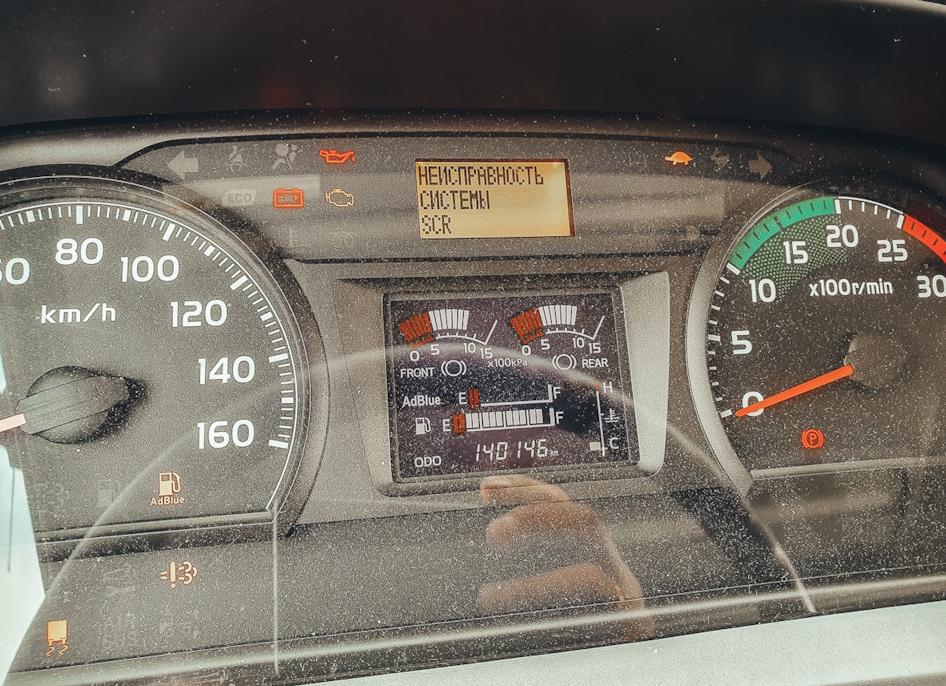 ECO
НЕИСПРАВНОСТЬ
СИСТЕМЫ
SCR
80
100
120
140
160
km/h
AdBlue
0 5 10 15
x100kPa
0 5 10 15
FRONT
REAR
AdBlue E F
E F
H
C
ODO 140146 km
0
5
10
15
20
25
30
x100r/min
P